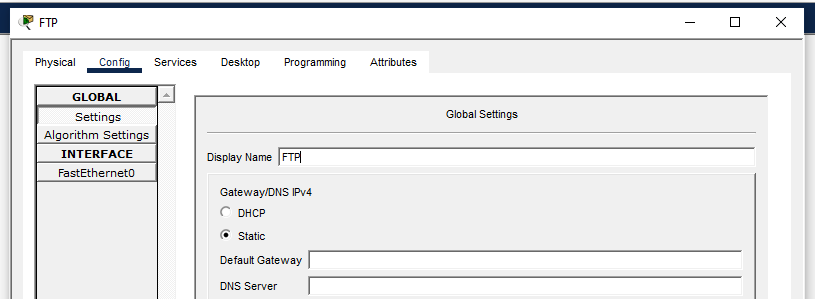 FTP
Physical Config Services Desktop Programming Attributes
GLOBAL
Settings
Algorithm Settings
INTERFACE
FastEthernet0
Global Settings
Display Name FTP
Gateway/DNS IPv4
DHCP
Static
Default Gateway
DNS Server